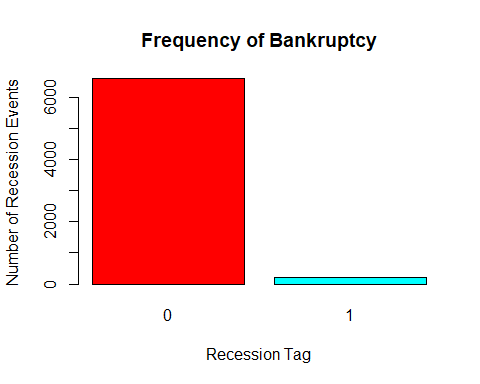 Frequency of Bankruptcy
Number of Recession Events
6000
4000
2000
0
0 1
Recession Tag